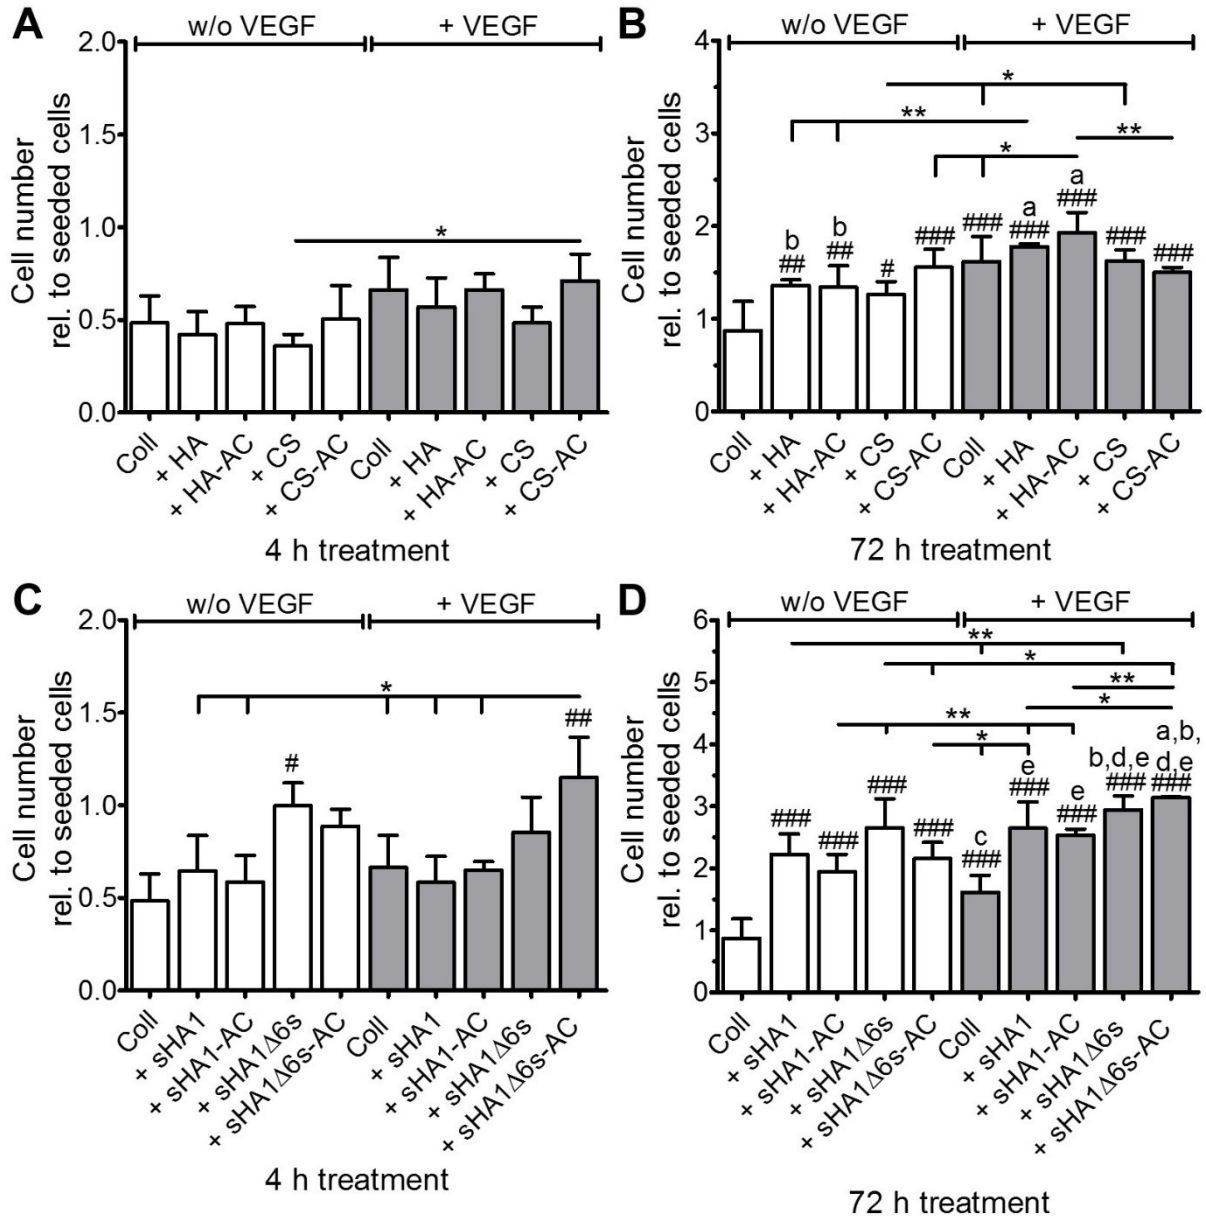 A
w/o VEGF
+ VEGF
Cell number
rel. to seeded cells
2.0
1.5
1.0
0.5
0.0
*
Coll
+ HA
+ HA-AC
+ CS
+ CS-AC
Coll
+ HA
+ HA-AC
+ CS
+ CS-AC
4 h treatment
B
w/o VEGF
+ VEGF
Cell number
rel. to seeded cells
4
3
2
1
0
*
**
**
*
b
##
b
##
#
###
###
a
###
a
###
###
###
Coll
+ HA
+ HA-AC
+ CS
+ CS-AC
Coll
+ HA
+ HA-AC
+ CS
+ CS-AC
72 h treatment
C
w/o VEGF
+ VEGF
Cell number
rel. to seeded cells
2.0
1.5
1.0
0.5
0.0
*
#
##
Coll
+ sHA1
+ sHA1-AC
+ sHA1Δ6s
+ sHA1Δ6s-AC
Coll
+ sHA1
+ sHA1-AC
+ sHA1Δ6s
+ sHA1Δ6s-AC
4 h treatment
D
w/o VEGF
+ VEGF
Cell number
rel. to seeded cells
6
5
4
3
2
1
0
**
*
**
*
**
*
###
###
###
###
c
###
e
###
e
###
b,d,e
###
a,b,
d,e
###
Coll
+ sHA1
+ sHA1-AC
+ sHA1Δ6s
+ sHA1Δ6s-AC
Coll
+ sHA1
+ sHA1-AC
+ sHA1Δ6s
+ sHA1Δ6s-AC
72 h treatment